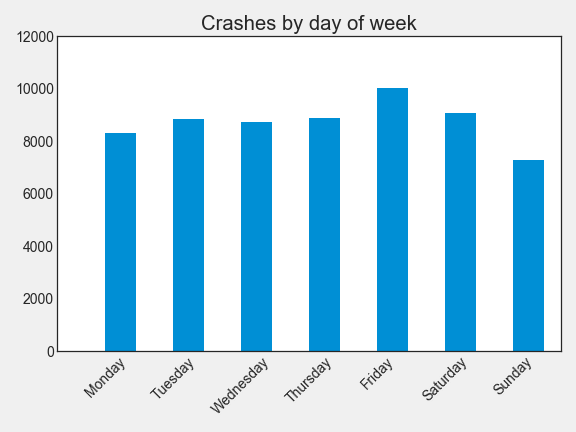 Crashes by day of week
12000
10000
8000
6000
4000
2000
0
Monday
Tuesday
Wednesday
Thursday
Friday
Saturday
Sunday